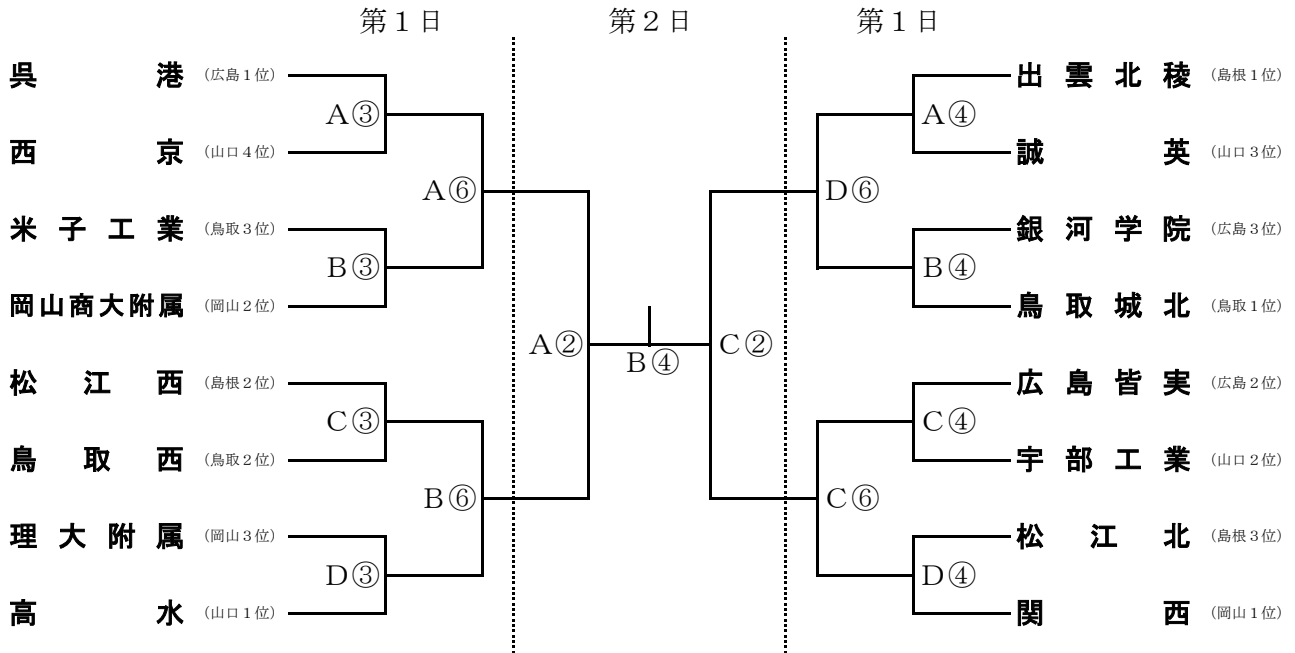 第１日 第２日 第１日
呉港 （広島１位） 出雲北稜 （島根１位）
A③ A④
西京 （山口４位） 誠英 （山口３位）
A⑥ D⑥
米子工業 （鳥取３位） 銀河学院 （広島３位）
B③ B④
岡山商大附属 （岡山２位） 鳥取城北 （鳥取１位）
A② B④ C②
松江西 （島根２位） 広島皆実 （広島２位）
C③ C④
鳥取西 （鳥取２位） 宇部工業 （山口２位）
B⑥ C⑥
理大附属 （岡山３位） 松江北 （島根３位）
D③ D④
高水 （山口１位） 関西 （岡山１位）